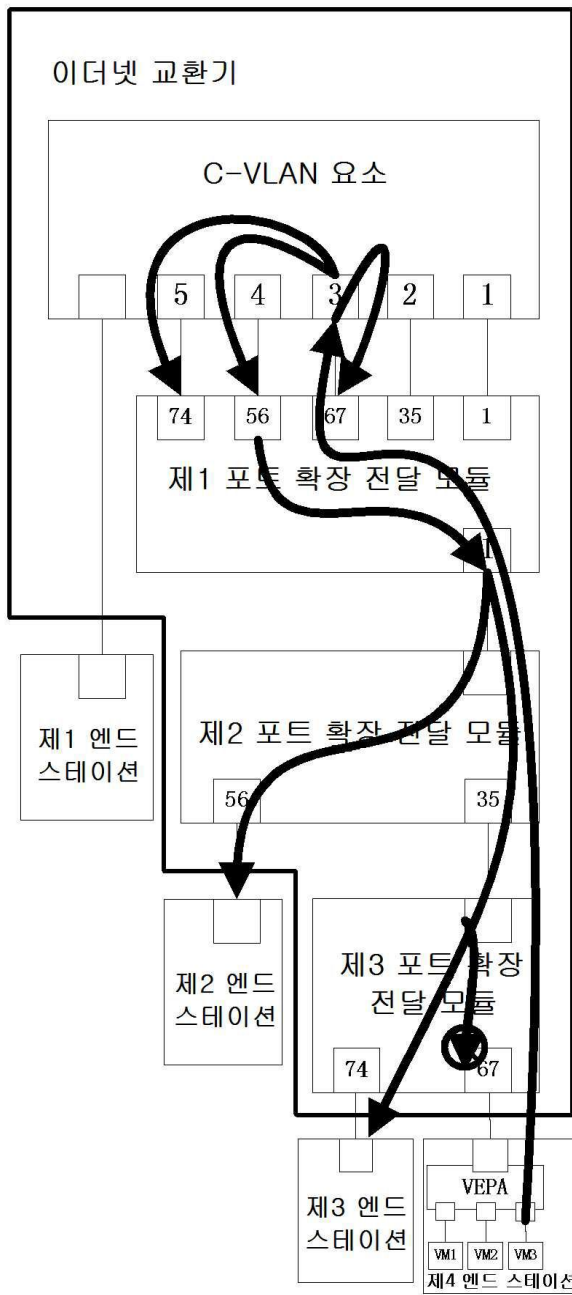 이더넷 교환기
C-VLAN 요소
5 4 3 2 1
74 56 67 35 1
제1 포트 확장 전달 모듈
1
제1 엔드
스테이션
제2 포트 확장 전달 모듈
56 35
제2 엔드
스테이션
제3 포트 확장
전달 모듈
74 67
제3 엔드
스테이션
VEPA
VM1 VM2 VM3
제4 엔드 스테이션